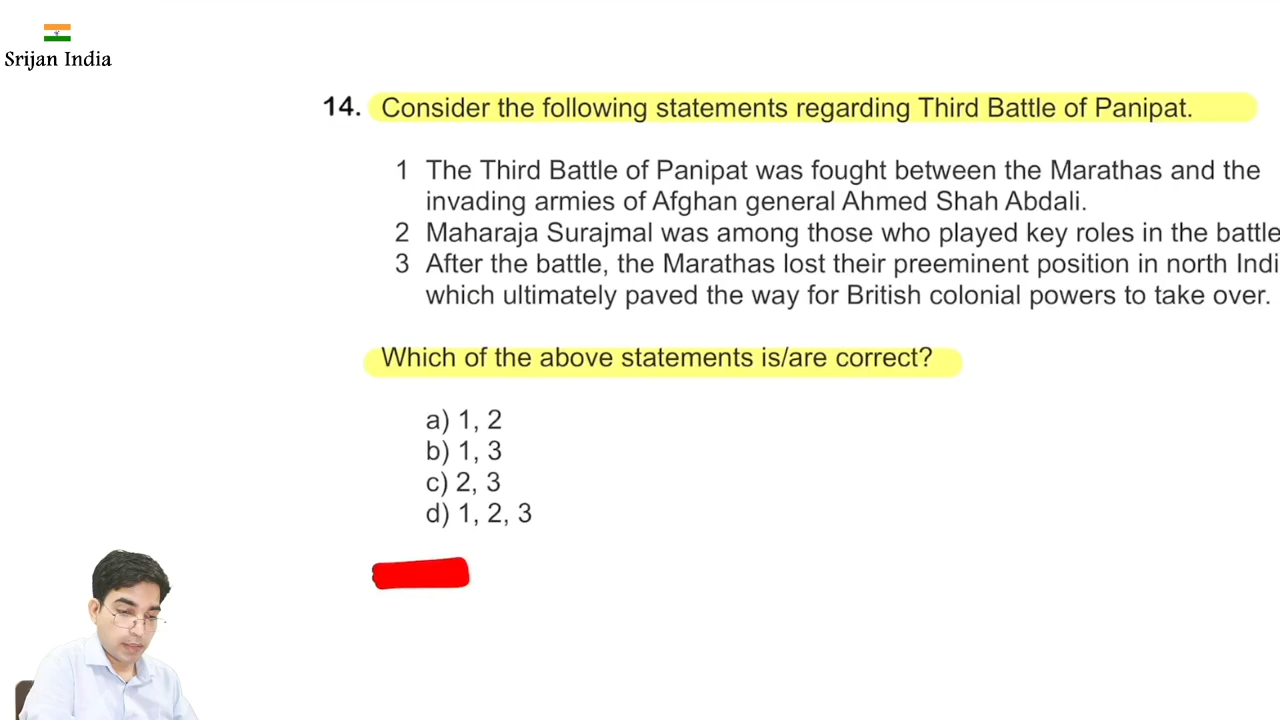 Srijan India
14. Consider the following statements regarding Third Battle of Panipat.
1 The Third Battle of Panipat was fought between the Marathas and the
invading armies of Afghan general Ahmed Shah Abdali.
2 Maharaja Surajmal was among those who played key roles in the battle
3 After the battle, the Marathas lost their preeminent position in north Indi
which ultimately paved the way for British colonial powers to take over.
Which of the above statements is/are correct?
a) 1, 2
b) 1, 3
c) 2, 3
d) 1, 2, 3